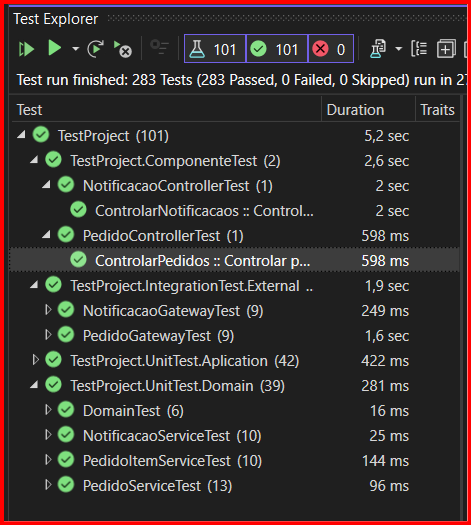 Test Explorer
101 101 0
Test run finished: 283 Tests (283 Passed, 0 Failed, 0 Skipped) run in 27
Test Duration Traits
TestProject (101) 5,2 sec
TestProject.ComponenteTest (2) 2,6 sec
NotificacaoControllerTest (1) 2 sec
ControlarNotificacaos :: Control... 2 sec
PedidoControllerTest (1) 598 ms
ControlarPedidos :: Controlar p... 598 ms
TestProject.IntegrationTest.External .. 1,9 sec
NotificacaoGatewayTest (9) 249 ms
PedidoGatewayTest (9) 1,6 sec
TestProject.UnitTest.Aplication (42) 422 ms
TestProject.UnitTest.Domain (39) 281 ms
DomainTest (6) 16 ms
NotificacaoServiceTest (10) 25 ms
PedidoItemServiceTest (10) 144 ms
PedidoServiceTest (13) 96 ms